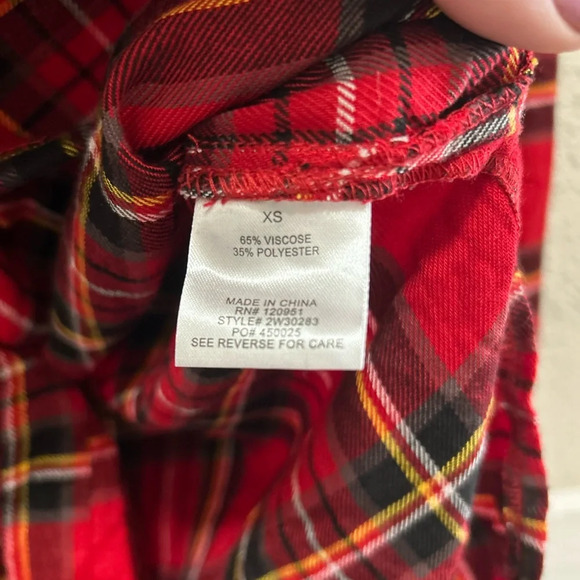 XS
65% VISCOSE
35% POLYESTER
MADE IN CHINA
RN# 120951
STYLE# 2W30283
PO# 450025
SEE REVERSE FOR CARE